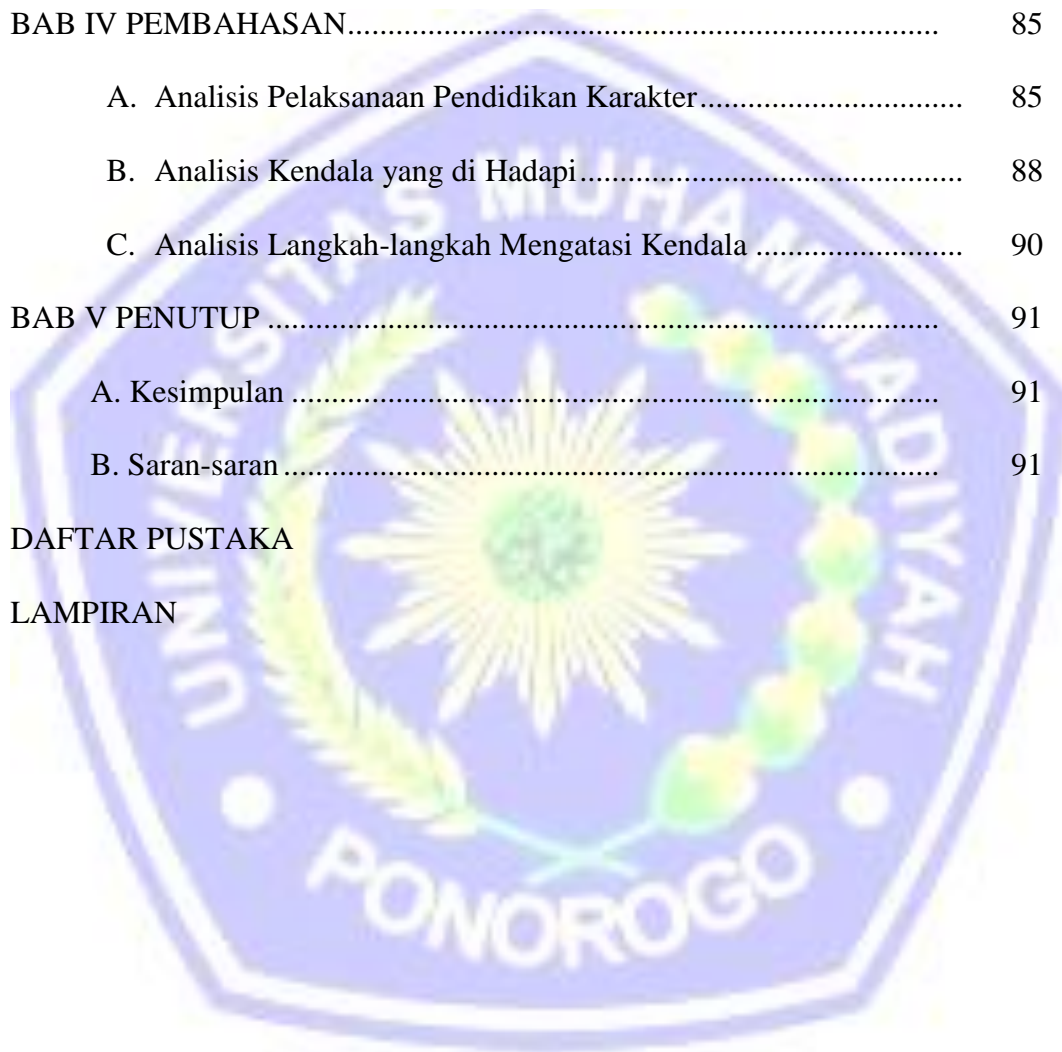 BAB IV PEMBAHASAN.......................................................................... 85
A. Analisis Pelaksanaan Pendidikan Karakter................................. 85
B. Analisis Kendala yang di Hadapi................................................ 88
C. Analisis Langkah-langkah Mengatasi Kendala .......................... 90
BAB V PENUTUP .................................................................................... 91
A. Kesimpulan ................................................................................. 91
B. Saran-saran.................................................................................. 91
DAFTAR PUSTAKA
LAMPIRAN
UNIVERSITAS MUHAMMADIYAH
PONOROGO